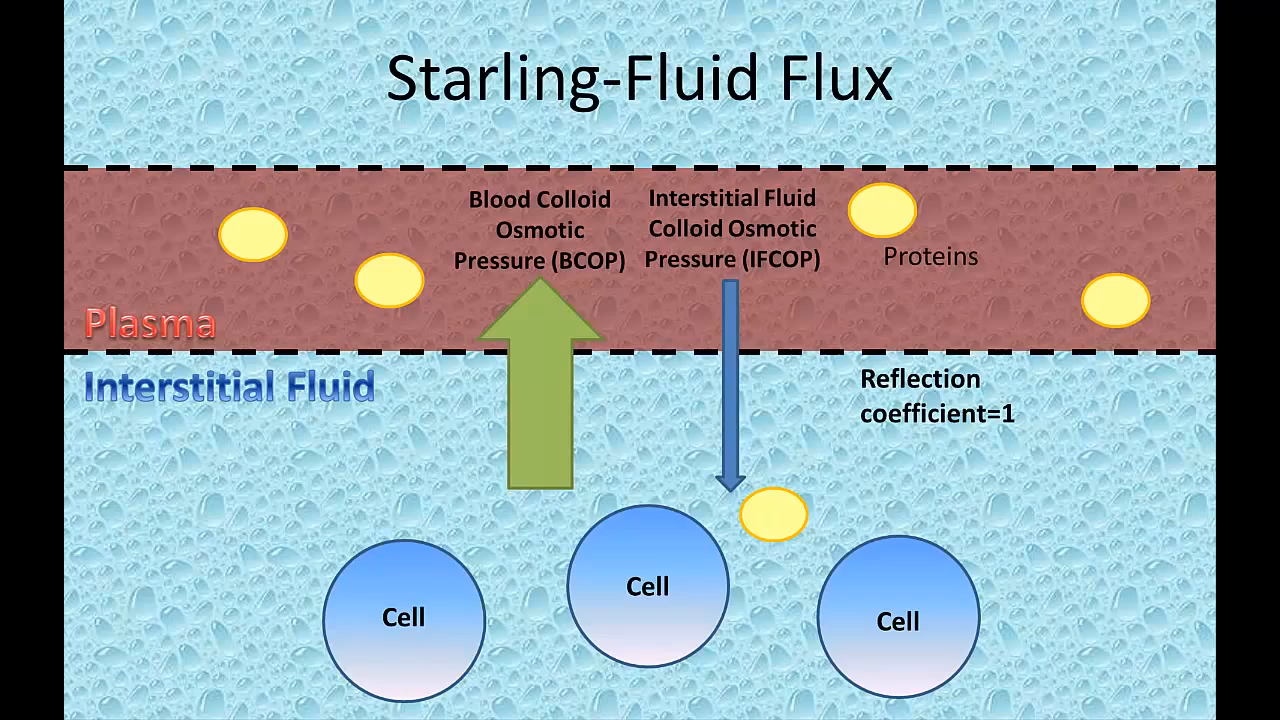 Starling-Fluid Flux
Blood Colloid
Osmotic
Pressure (BCOP)
Interstitial Fluid
Colloid Osmotic
Pressure (IFCOP)
Proteins
Plasma
Interstitial Fluid
Reflection
coefficient=1
Cell
Cell
Cell